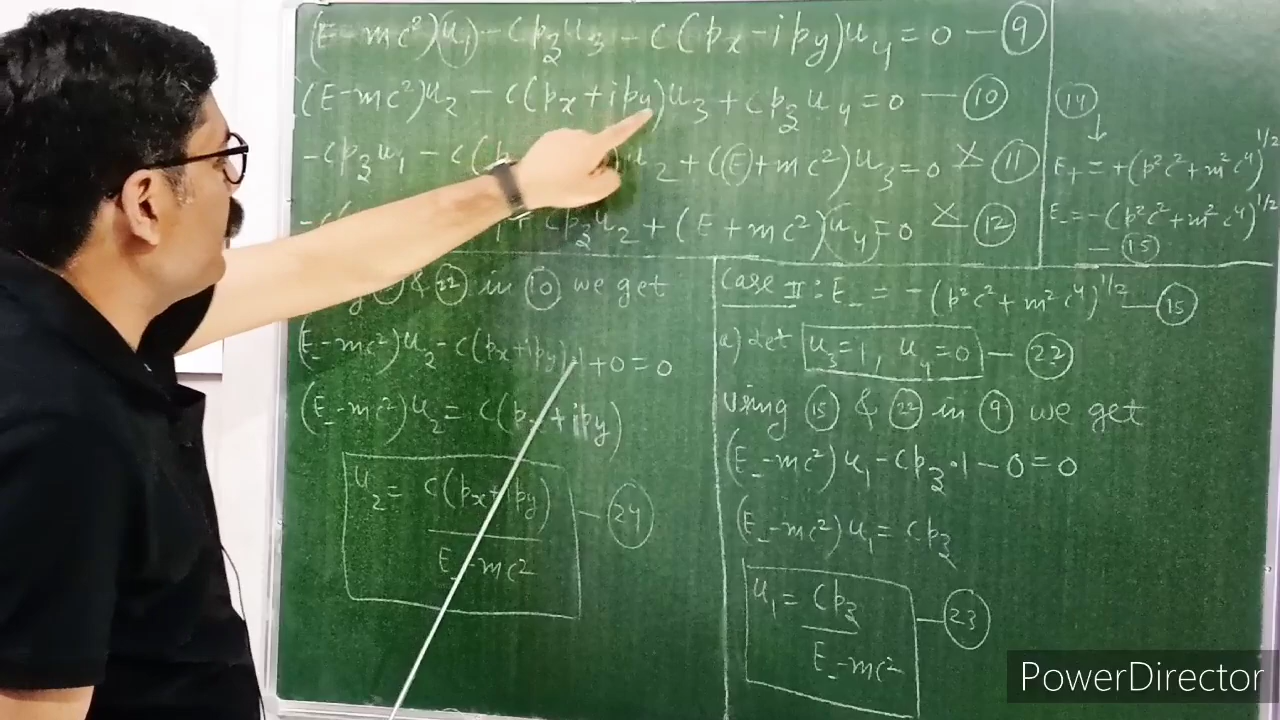 (E - mc²)u₁ - cp₃u₃ - c(px - ipy)u₄ = 0 — 9
(E - mc²)u₂ - c(px + ipy)u₃ + cp₃u₄ = 0 — 10
-cp₃u₁ - c( u₂ + (E + mc²)u₃ = 0 × 11
+ cp₃u₂ + (E + mc²)u₄ = 0 × 12
14
↓
E₊ = +(p²c² + m²c⁴)^1/2
E₋ = -(p²c² + m²c⁴)^1/2
— 15
& 22 in 10 we get
(E₋ - mc²)u₂ - c(px + ipy)·1 + 0 = 0
(E₋ - mc²)u₂ = c(px + ipy)
u₂ = c(px + ipy) / E₋ - mc² — 24
Case II : E₋ = -(p²c² + m²c⁴)^1/2 — 15
a) Let u₃ = 1, u₄ = 0 — 22
Using 15 & 22 in 9 we get
(E₋ - mc²)u₁ - cp₃·1 - 0 = 0
(E₋ - mc²)u₁ = cp₃
u₁ = cp₃ / E₋ - mc² — 23
PowerDirector